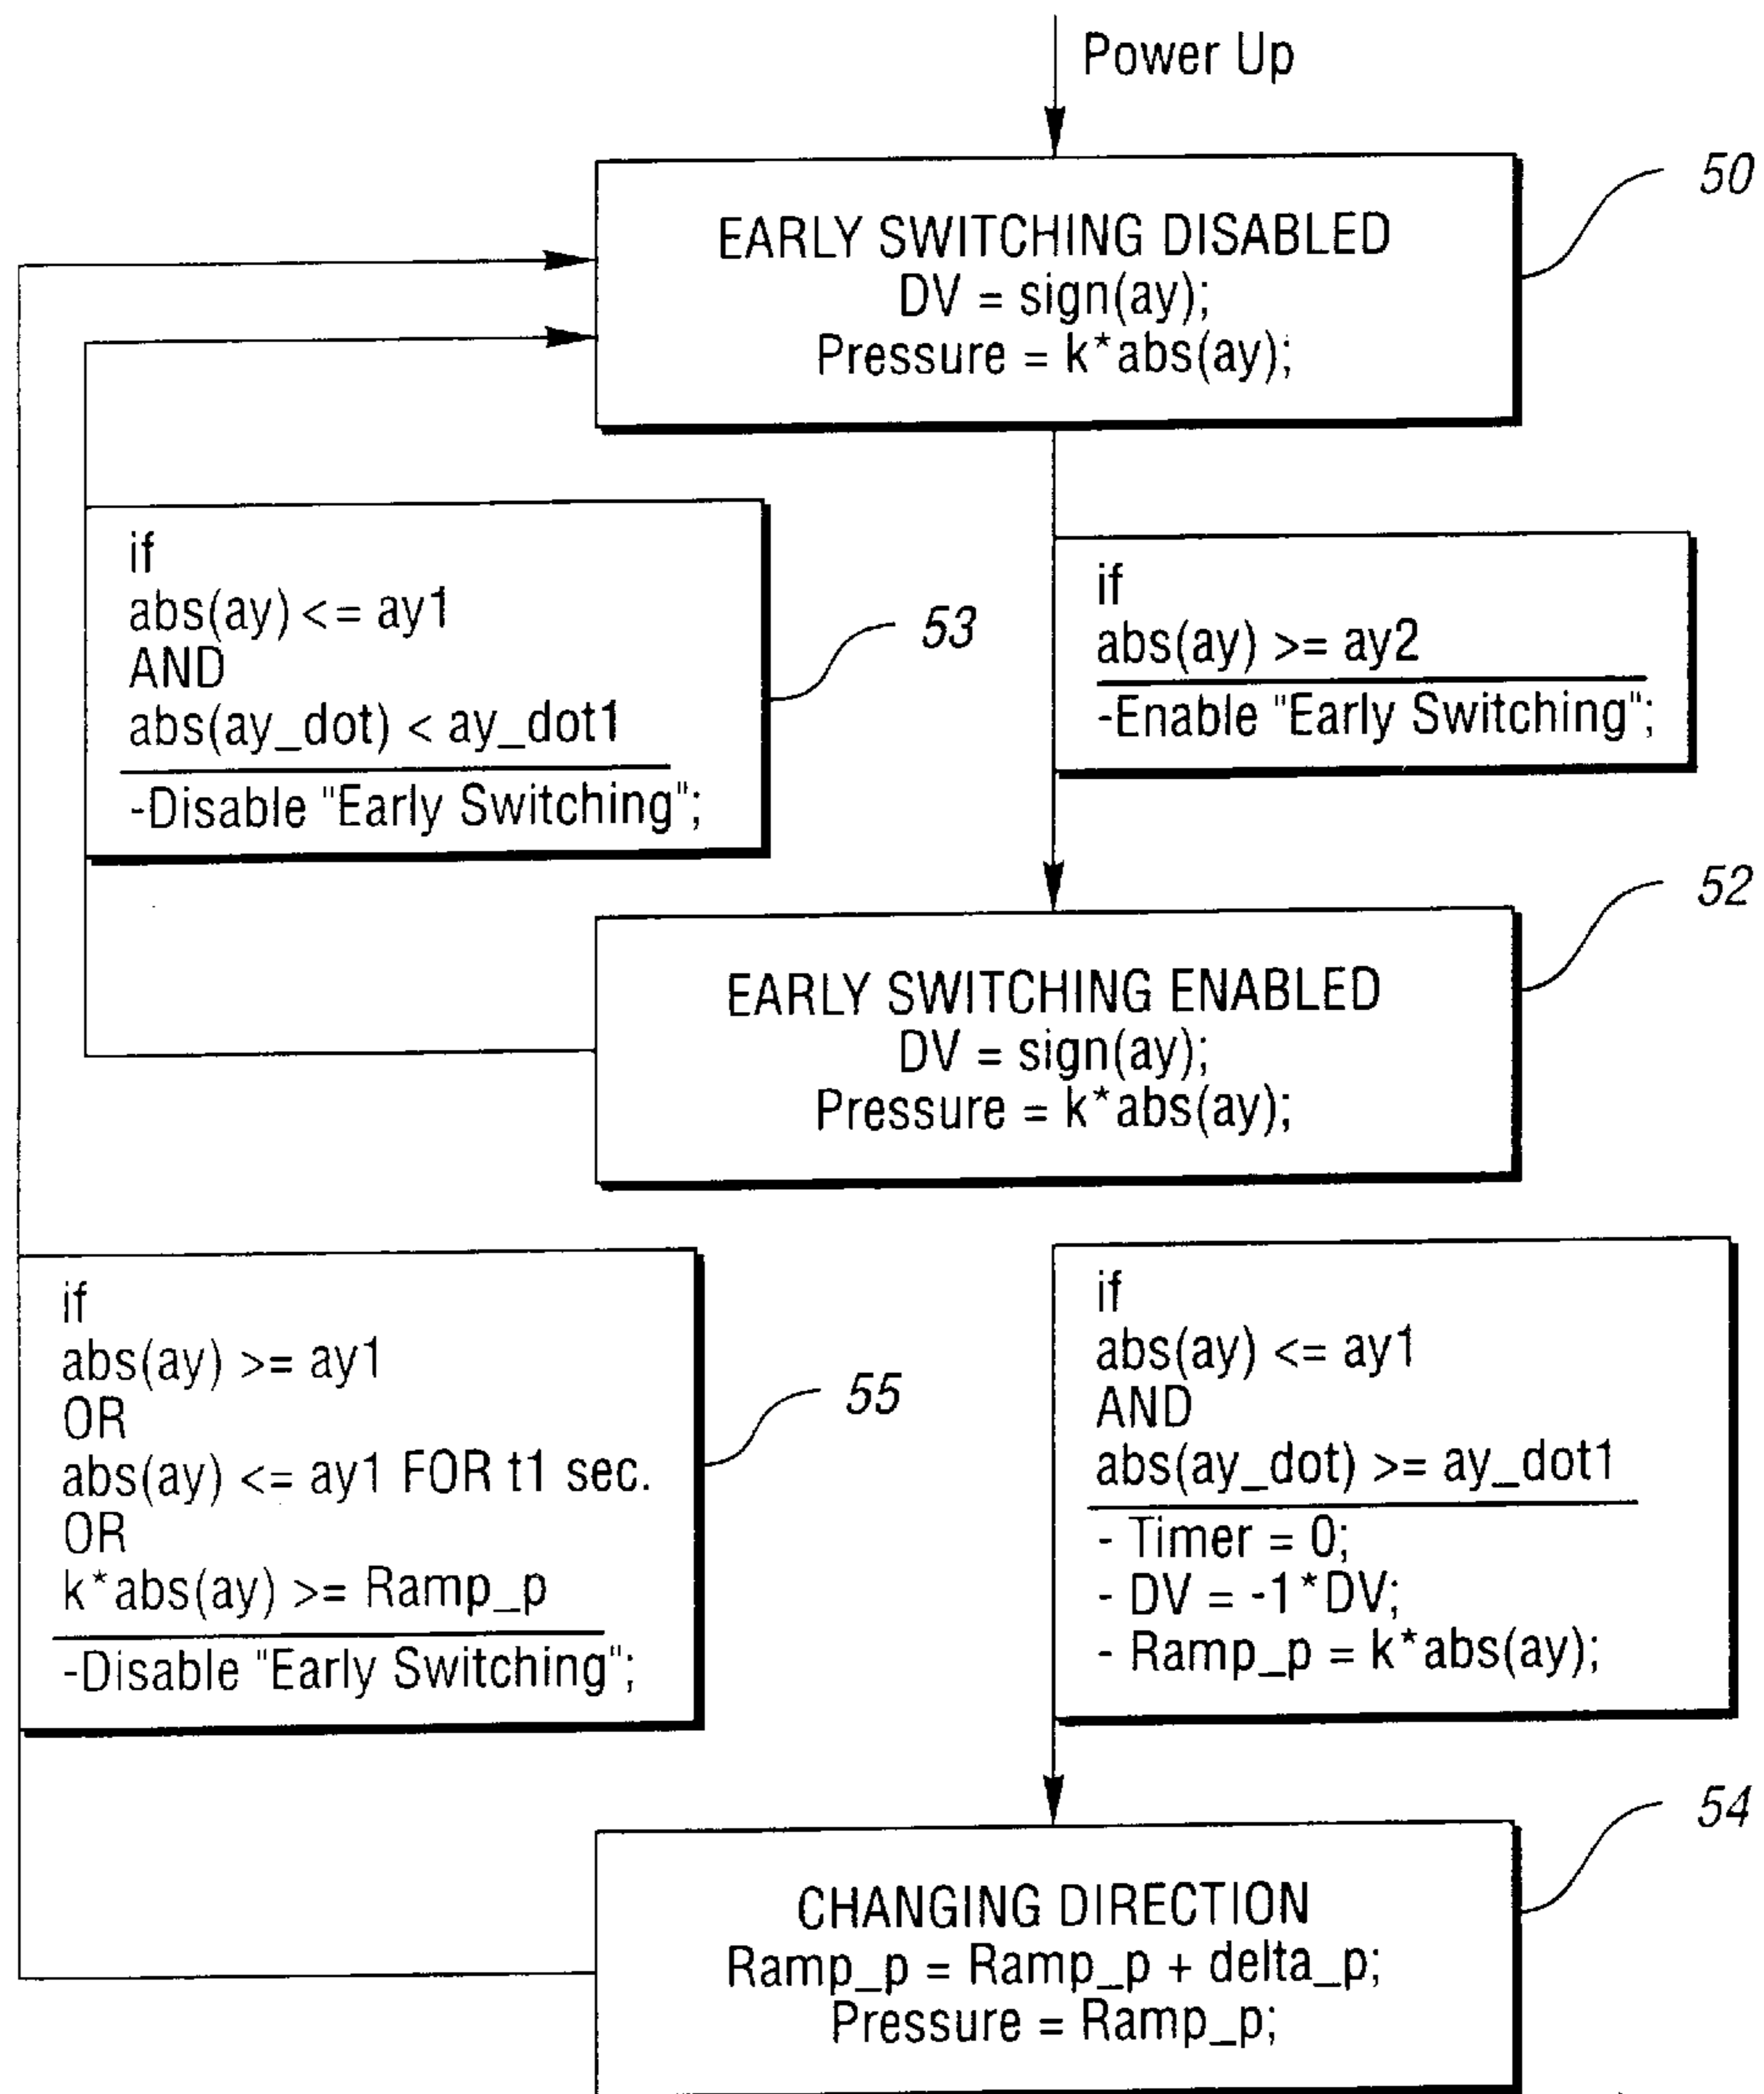 Power Up
50
EARLY SWITCHING DISABLED
DV = sign(ay);
Pressure = k*abs(ay);
if
abs(ay) <= ay1
AND
abs(ay_dot) < ay_dot1
-Disable "Early Switching";
53
if
abs(ay) >= ay2
-Enable "Early Switching";
52
EARLY SWITCHING ENABLED
DV = sign(ay);
Pressure = k*abs(ay);
if
abs(ay) >= ay1
OR
abs(ay) <= ay1 FOR t1 sec.
OR
k*abs(ay) >= Ramp_p
-Disable "Early Switching";
55
if
abs(ay) <= ay1
AND
abs(ay_dot) >= ay_dot1
- Timer = 0;
- DV = -1*DV;
- Ramp_p = k*abs(ay);
54
CHANGING DIRECTION
Ramp_p = Ramp_p + delta_p;
Pressure = Ramp_p;